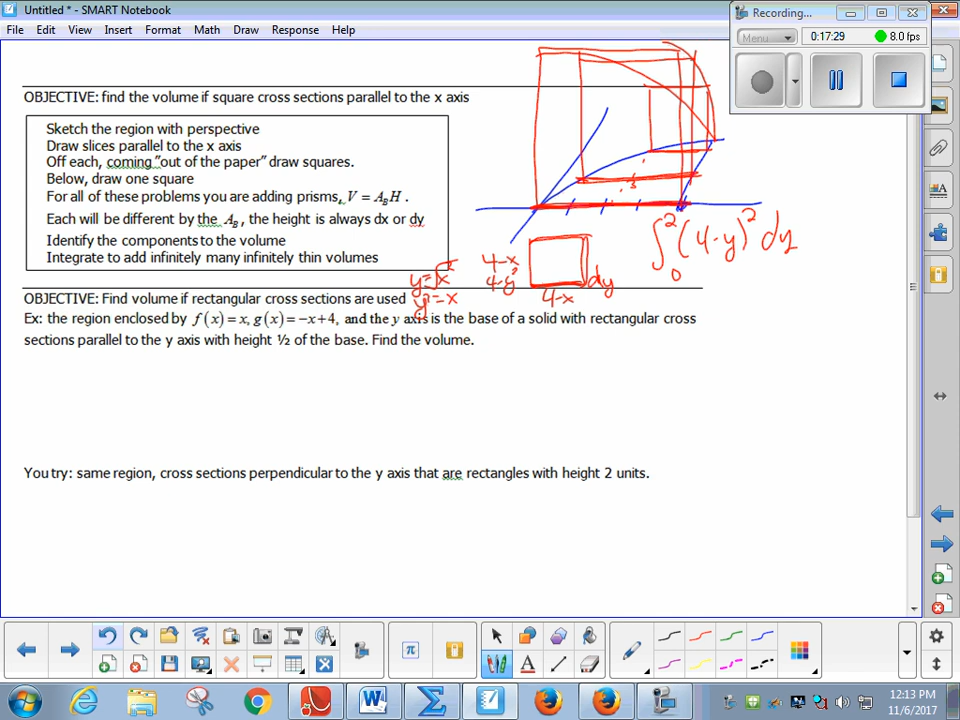 Untitled * - SMART Notebook
Recording...
File Edit View Insert Format Math Draw Response Help
Menu
0:17:29
8.0 fps
OBJECTIVE: find the volume if square cross sections parallel to the x axis
Sketch the region with perspective
Draw slices parallel to the x axis
Off each, coming "out of the paper" draw squares.
Below, draw one square
For all of these problems you are adding prisms, V = A_B H .
Each will be different by the A_B , the height is always dx or dy
Identify the components to the volume
Integrate to add infinitely many infinitely thin volumes
4-x
4-y²
4-x
dy
∫₀² (4-y)² dy
y=√x
y²=x
OBJECTIVE: Find volume if rectangular cross sections are used
Ex: the region enclosed by f(x) = x, g(x) = −x+4, and the y axis is the base of a solid with rectangular cross
sections parallel to the y axis with height ½ of the base. Find the volume.
You try: same region, cross sections perpendicular to the y axis that are rectangles with height 2 units.
π
A
W
Σ
12:13 PM
11/6/2017